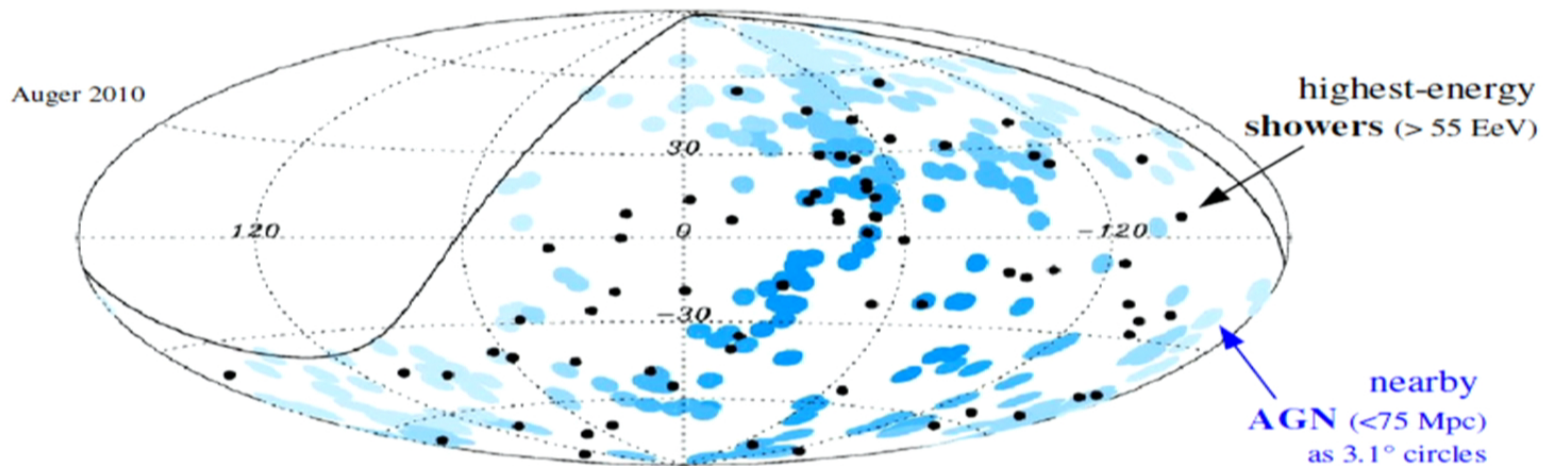 Auger 2010
highest-energy
showers (> 55 EeV)
30
120
0
−120
−30
nearby
AGN (<75 Mpc)
as 3.1° circles